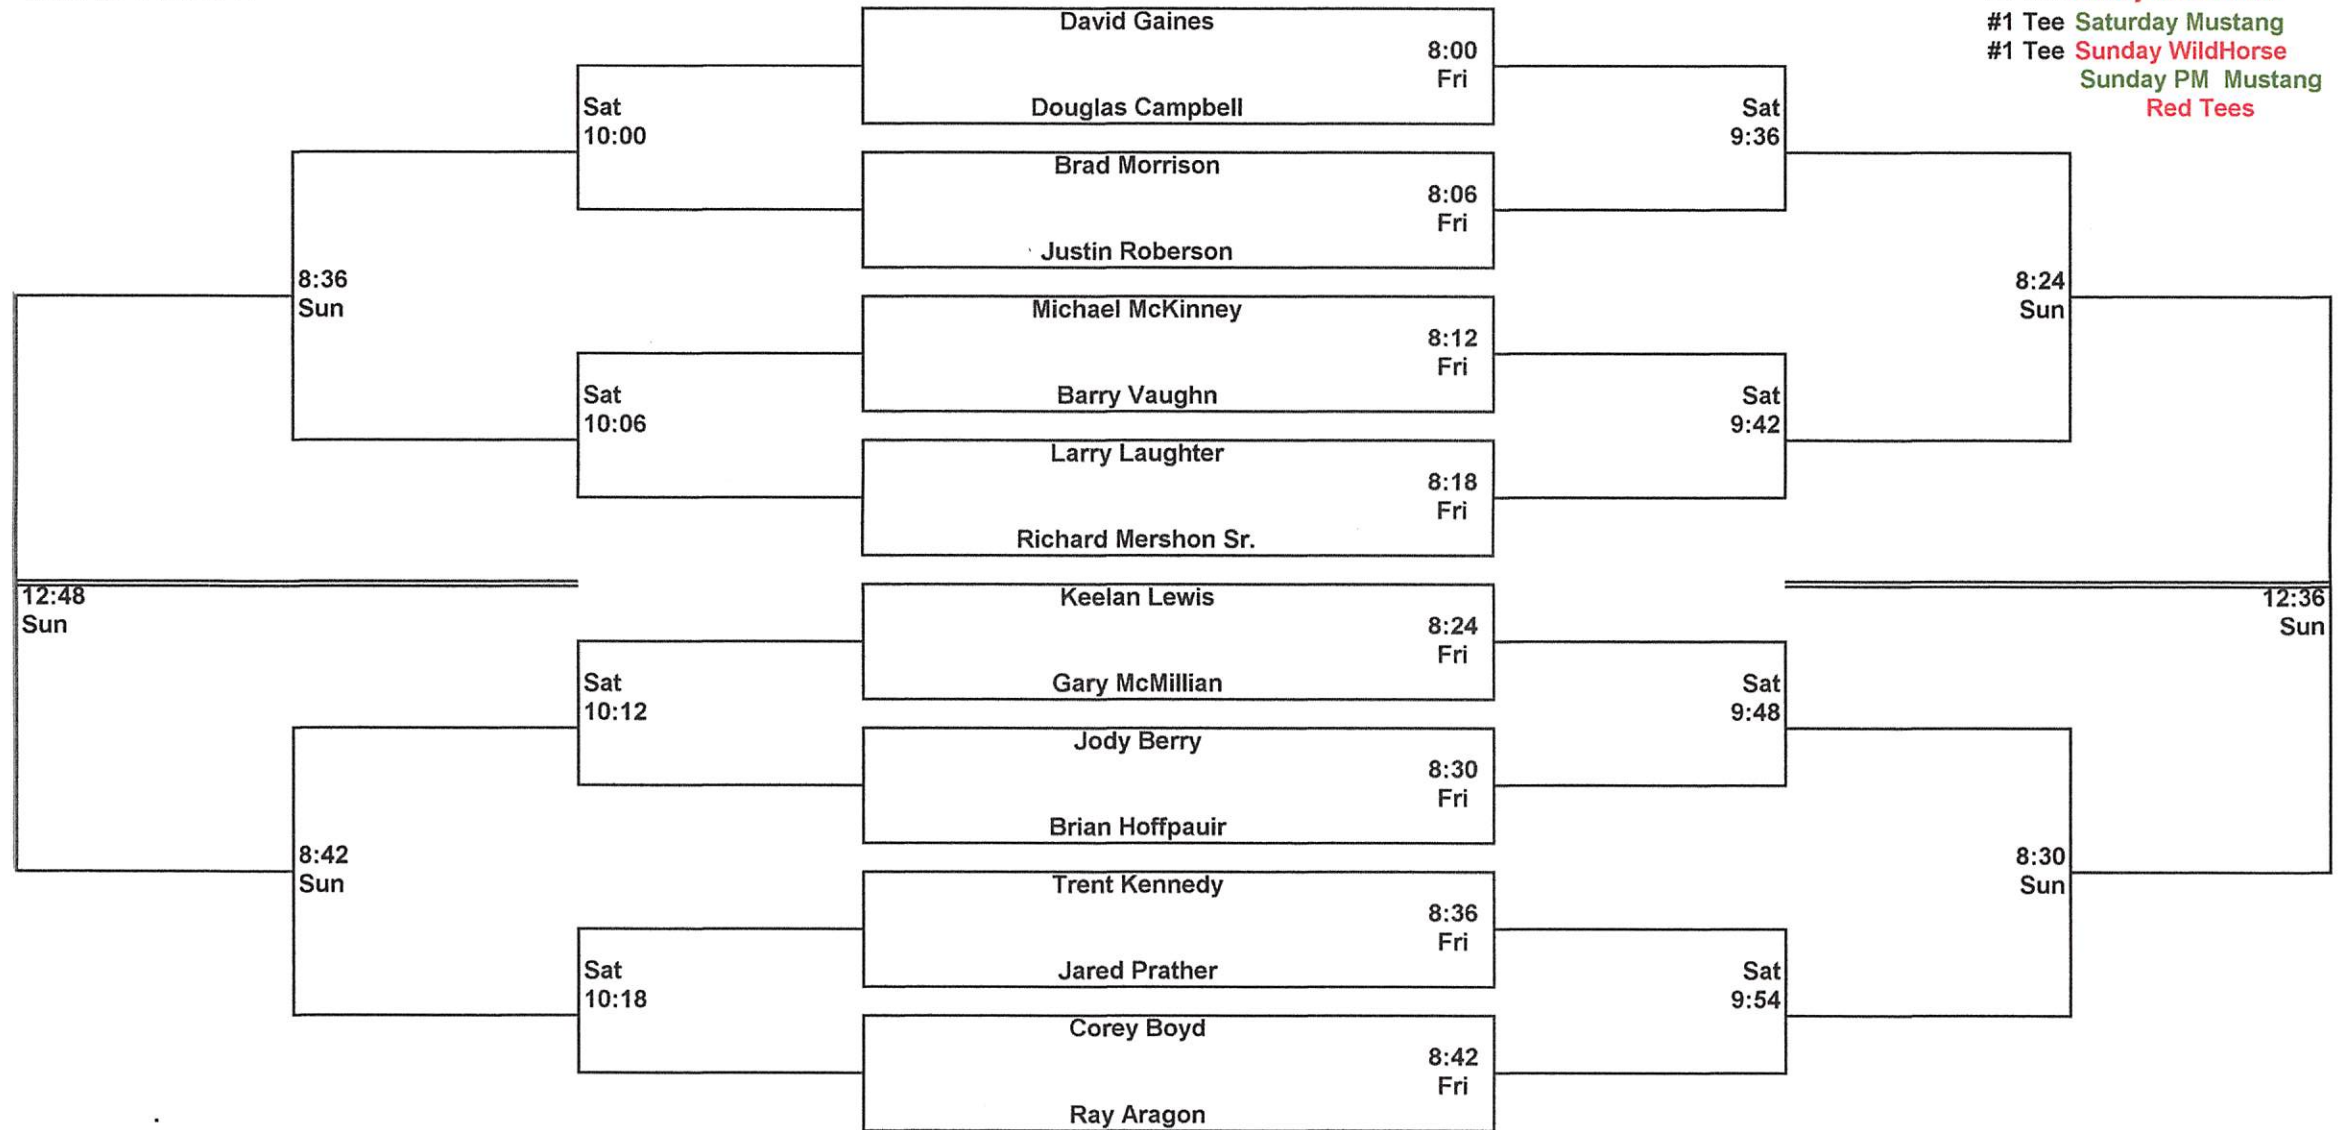 #1 Tee Saturday Mustang
#1 Tee Sunday WildHorse
Sunday PM Mustang
Red Tees
David Gaines
8:00
Fri
Douglas Campbell
Sat
10:00
Sat
9:36
Brad Morrison
8:06
Fri
Justin Roberson
8:36
Sun
8:24
Sun
Michael McKinney
8:12
Fri
Barry Vaughn
Sat
10:06
Sat
9:42
Larry Laughter
8:18
Fri
Richard Mershon Sr.
12:48
Sun
12:36
Sun
Keelan Lewis
8:24
Fri
Gary McMillian
Sat
10:12
Sat
9:48
Jody Berry
8:30
Fri
Brian Hoffpauir
8:42
Sun
8:30
Sun
Trent Kennedy
8:36
Fri
Jared Prather
Sat
10:18
Sat
9:54
Corey Boyd
8:42
Fri
Ray Aragon